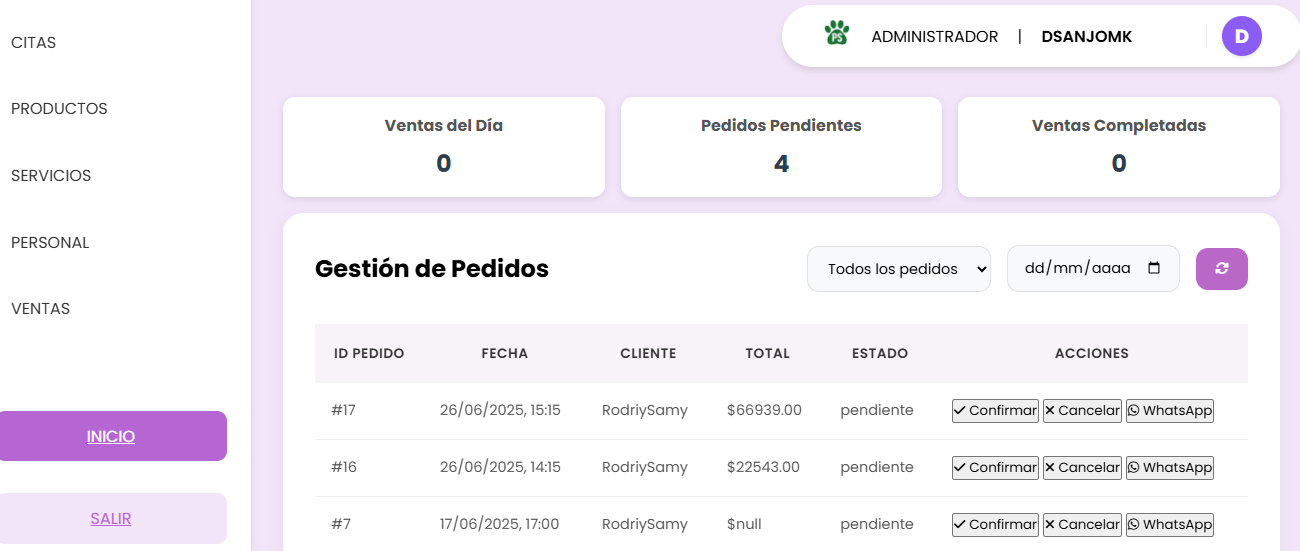 CITAS
PRODUCTOS
SERVICIOS
PERSONAL
VENTAS
INICIO
SALIR
PS ADMINISTRADOR | DSANJOMK D
Ventas del Día
0
Pedidos Pendientes
4
Ventas Completadas
0
Gestión de Pedidos
Todos los pedidos
dd/mm/aaaa
ID PEDIDO FECHA CLIENTE TOTAL ESTADO ACCIONES
#17 26/06/2025, 15:15 RodriySamy $66939.00 pendiente Confirmar Cancelar WhatsApp
#16 26/06/2025, 14:15 RodriySamy $22543.00 pendiente Confirmar Cancelar WhatsApp
#7 17/06/2025, 17:00 RodriySamy $null pendiente Confirmar Cancelar WhatsApp